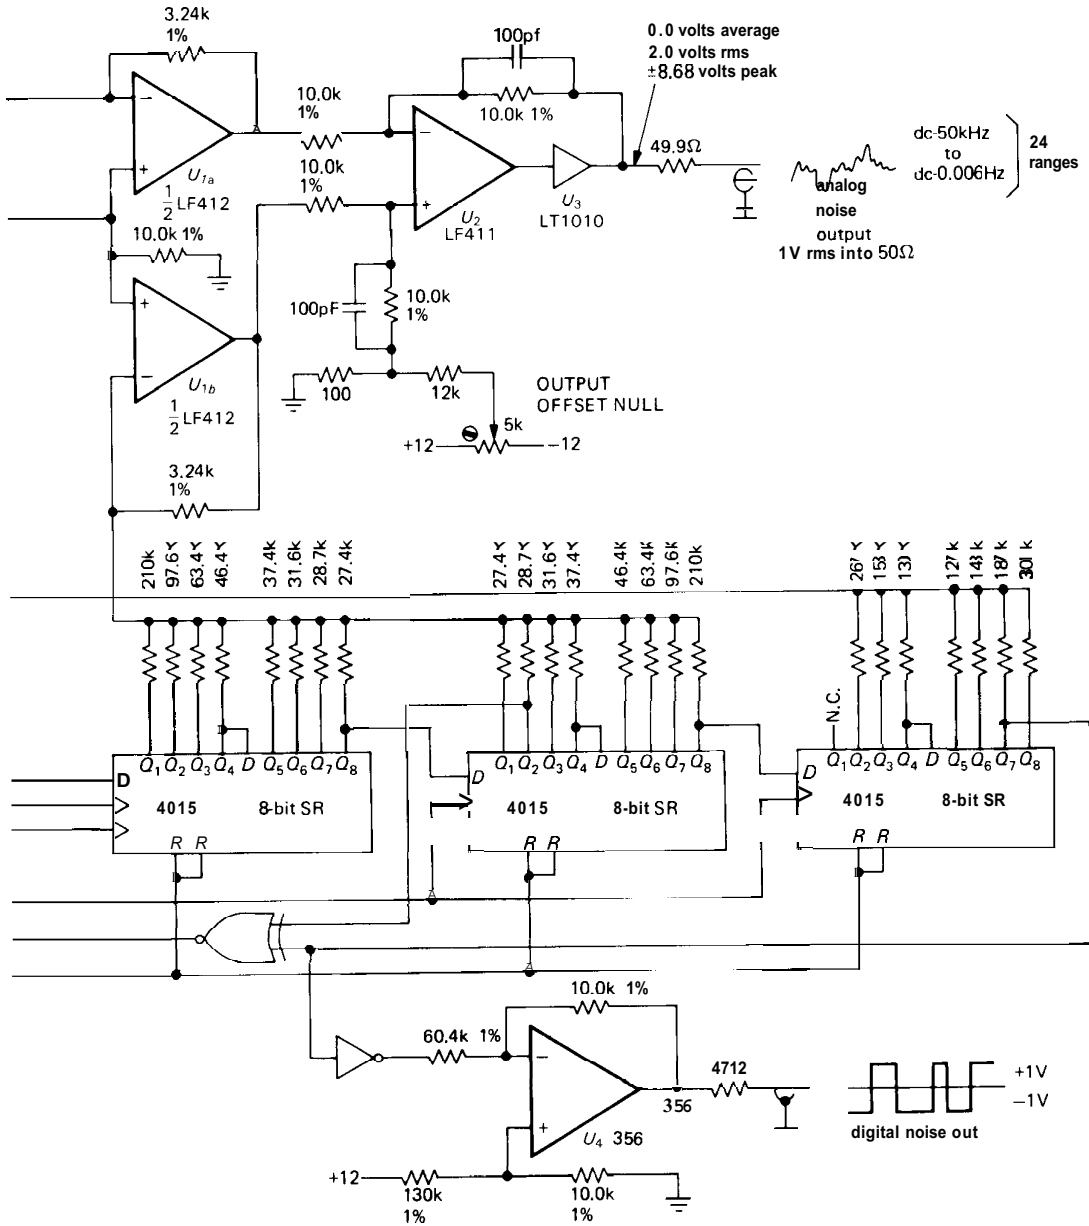 3.24k
1%
100pf
0.0 volts average
2.0 volts rms
±8.68 volts peak
−
+
U1a
1/2 LF412
10.0k
1%
10.0k
1%
10.0k 1%
−
+
U2
LF411
U3
LT1010
49.9Ω
analog
noise
output
1V rms into 50Ω
dc-50kHz
to
dc-0.006Hz
24
ranges
10.0k 1%
+
−
U1b
1/2 LF412
100pF
10.0k
1%
100
12k
OUTPUT
OFFSET NULL
5k
+12
−12
3.24k
1%
210k
97.6
63.4
46.4
37.4k
31.6k
28.7k
27.4k
27.4
28.7
31.6
37.4
46.4k
63.4k
97.6k
210k
267
127k
187k
301k
N.C.
D
Q1 Q2 Q3 Q4 D Q5 Q6 Q7 Q8
4015
8-bit SR
R R
D
Q1 Q2 Q3 Q4 D Q5 Q6 Q7 Q8
4015
8-bit SR
R R
D
Q1 Q2 Q3 Q4 D Q5 Q6 Q7 Q8
4015
8-bit SR
R R
10.0k 1%
60.4k 1%
−
+
U4 356
356
4712
+1V
−1V
digital noise out
+12
130k
1%
10.0k
1%